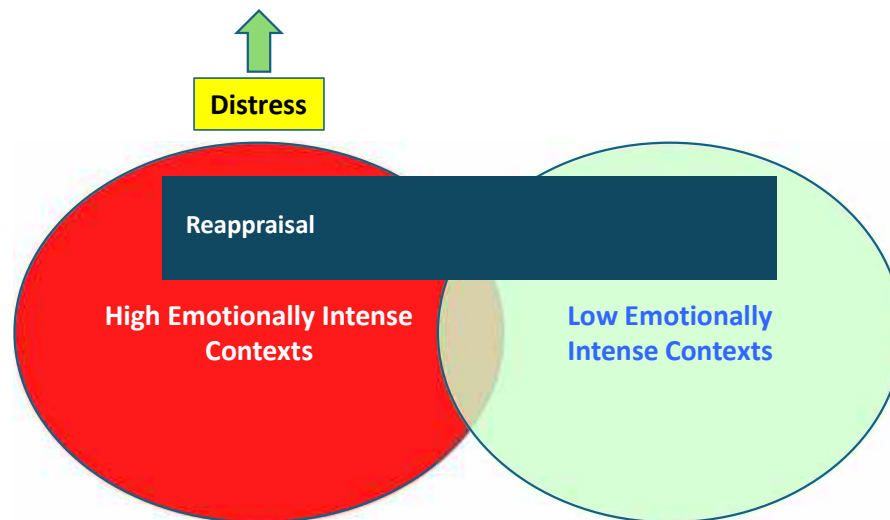 Distress
Reappraisal
High Emotionally Intense
Contexts
Low Emotionally
Intense Contexts